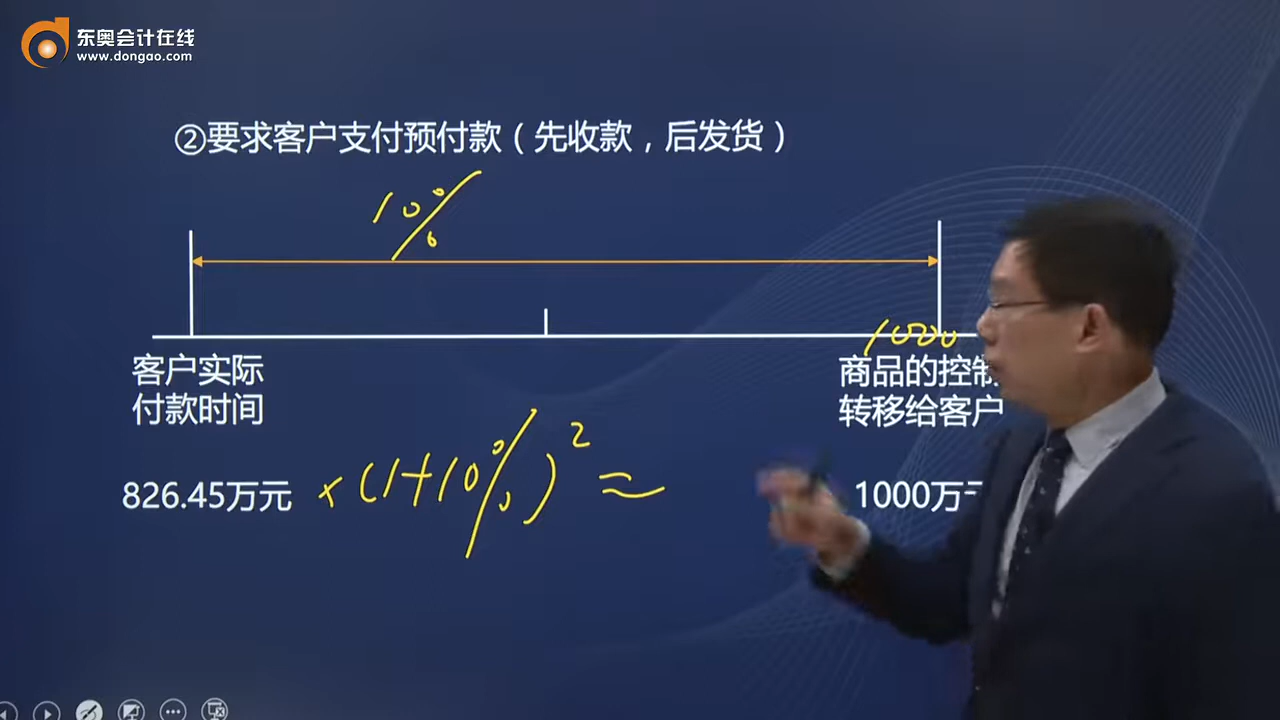 东奥会计在线
www.dongao.com
②要求客户支付预付款（先收款，后发货）
10%
1000
客户实际
付款时间
商品的控制
转移给客户
826.45万元 ×(1+10%)² ≈
1000万